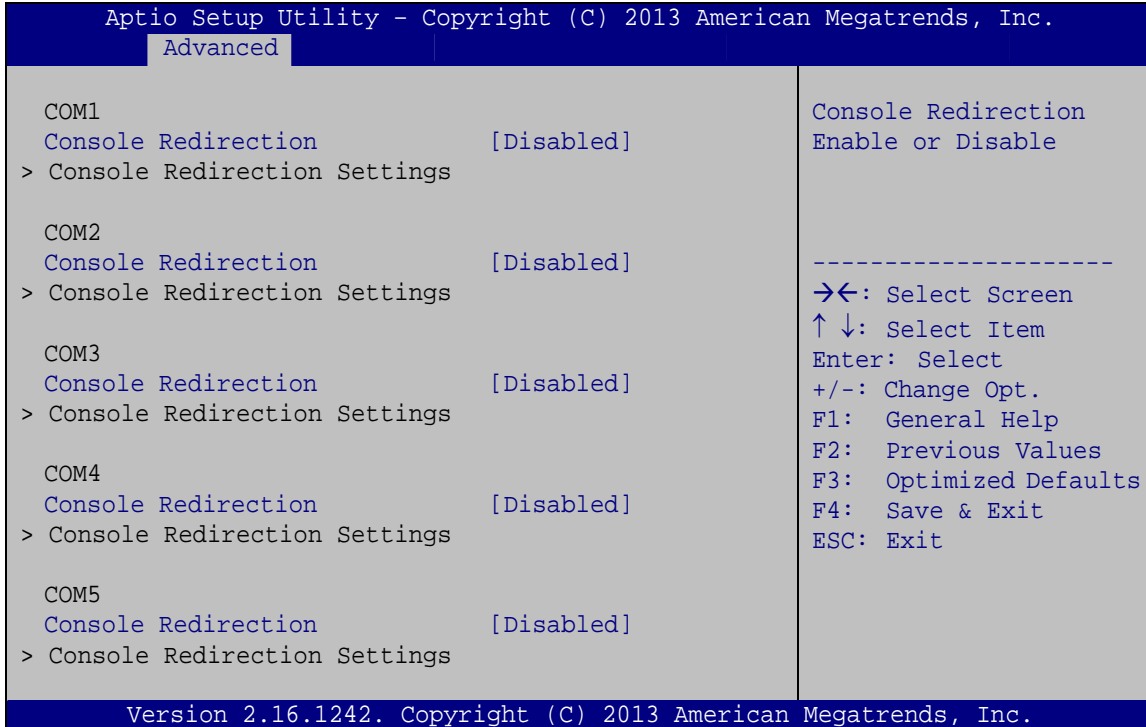 Aptio Setup Utility – Copyright (C) 2013 American Megatrends, Inc.
Advanced
COM1
Console Redirection [Disabled]
> Console Redirection Settings
COM2
Console Redirection [Disabled]
> Console Redirection Settings
COM3
Console Redirection [Disabled]
> Console Redirection Settings
COM4
Console Redirection [Disabled]
> Console Redirection Settings
COM5
Console Redirection [Disabled]
> Console Redirection Settings
Console Redirection
Enable or Disable
---------------------
→←: Select Screen
↑ ↓: Select Item
Enter: Select
+/-: Change Opt.
F1: General Help
F2: Previous Values
F3: Optimized Defaults
F4: Save & Exit
ESC: Exit
Version 2.16.1242. Copyright (C) 2013 American Megatrends, Inc.